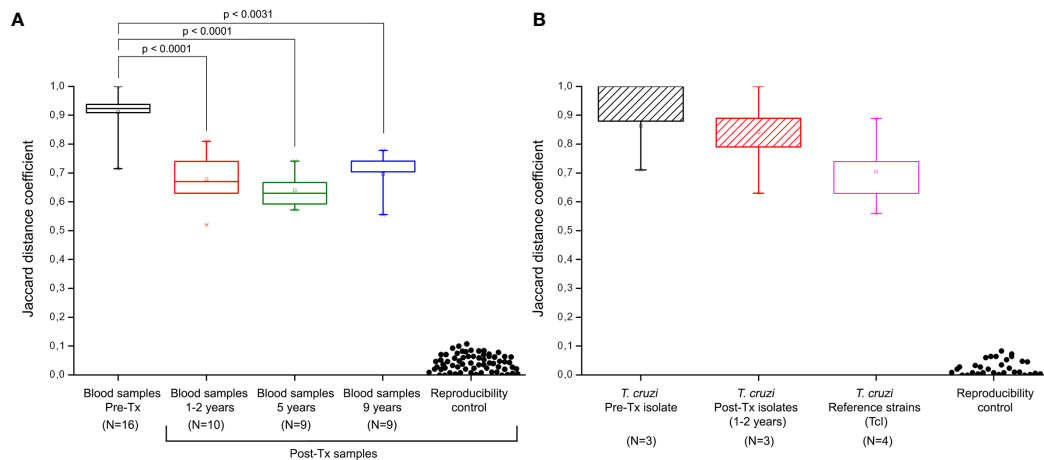 A
p < 0.0031
p < 0.0001
p < 0.0001
Jaccard distance coefficient
1,0
0,9
0,8
0,7
0,6
0,5
0,4
0,3
0,2
0,1
0,0
Blood samples
Pre-Tx
(N=16)
Blood samples
1-2 years
(N=10)
Blood samples
5 years
(N=9)
Blood samples
9 years
(N=9)
Reproducibility
control
Post-Tx samples
B
Jaccard distance coefficient
1,0
0,9
0,8
0,7
0,6
0,5
0,4
0,3
0,2
0,1
0,0
T. cruzi
Pre-Tx isolate
(N=3)
T. cruzi
Post-Tx isolates
(1-2 years)
(N=3)
T. cruzi
Reference strains
(TcI)
(N=4)
Reproducibility
control